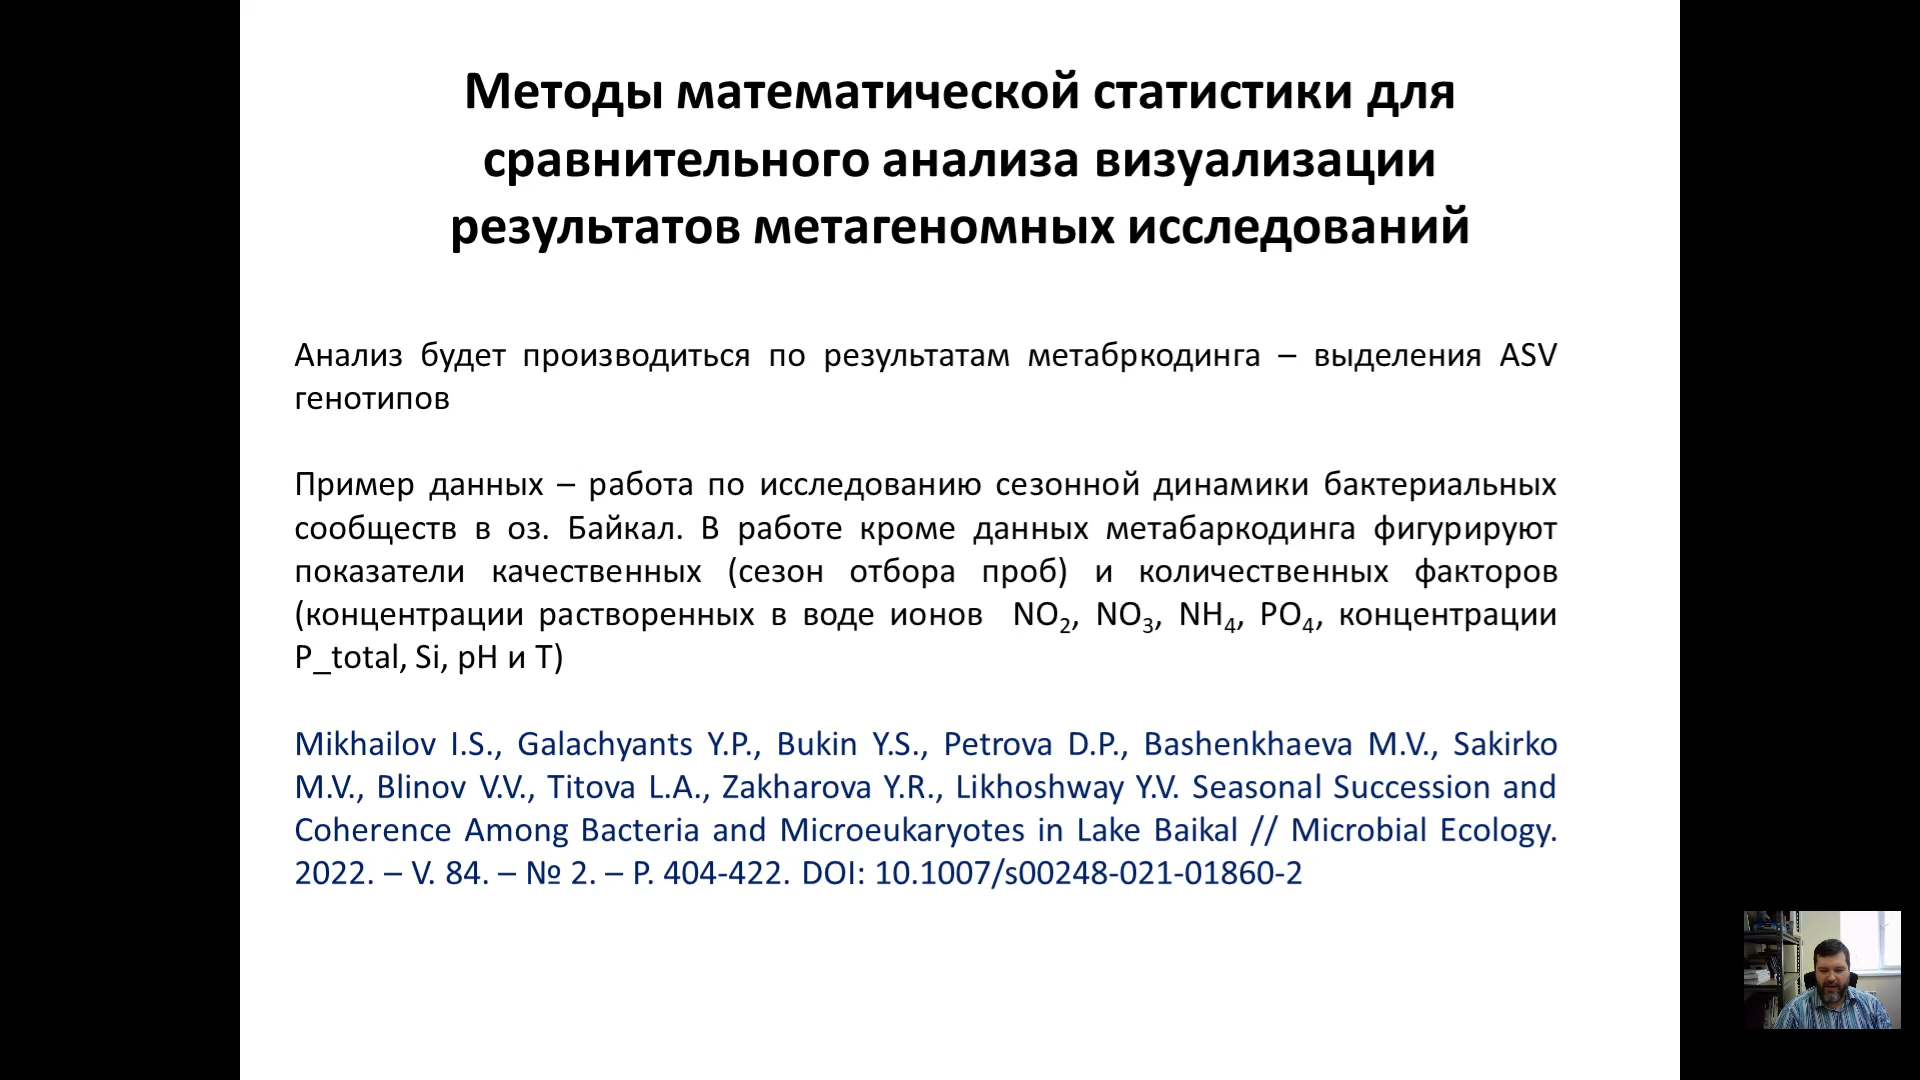 Методы математической статистики для
сравнительного анализа визуализации
результатов метагеномных исследований
Анализ будет производиться по результатам метабркодинга – выделения ASV
генотипов
Пример данных – работа по исследованию сезонной динамики бактериальных
сообществ в оз. Байкал. В работе кроме данных метабаркодинга фигурируют
показатели качественных (сезон отбора проб) и количественных факторов
(концентрации растворенных в воде ионов NO₂, NO₃, NH₄, PO₄, концентрации
P_total, Si, pH и T)
Mikhailov I.S., Galachyants Y.P., Bukin Y.S., Petrova D.P., Bashenkhaeva M.V., Sakirko
M.V., Blinov V.V., Titova L.A., Zakharova Y.R., Likhoshway Y.V. Seasonal Succession and
Coherence Among Bacteria and Microeukaryotes in Lake Baikal // Microbial Ecology.
2022. – V. 84. – № 2. – P. 404-422. DOI: 10.1007/s00248-021-01860-2